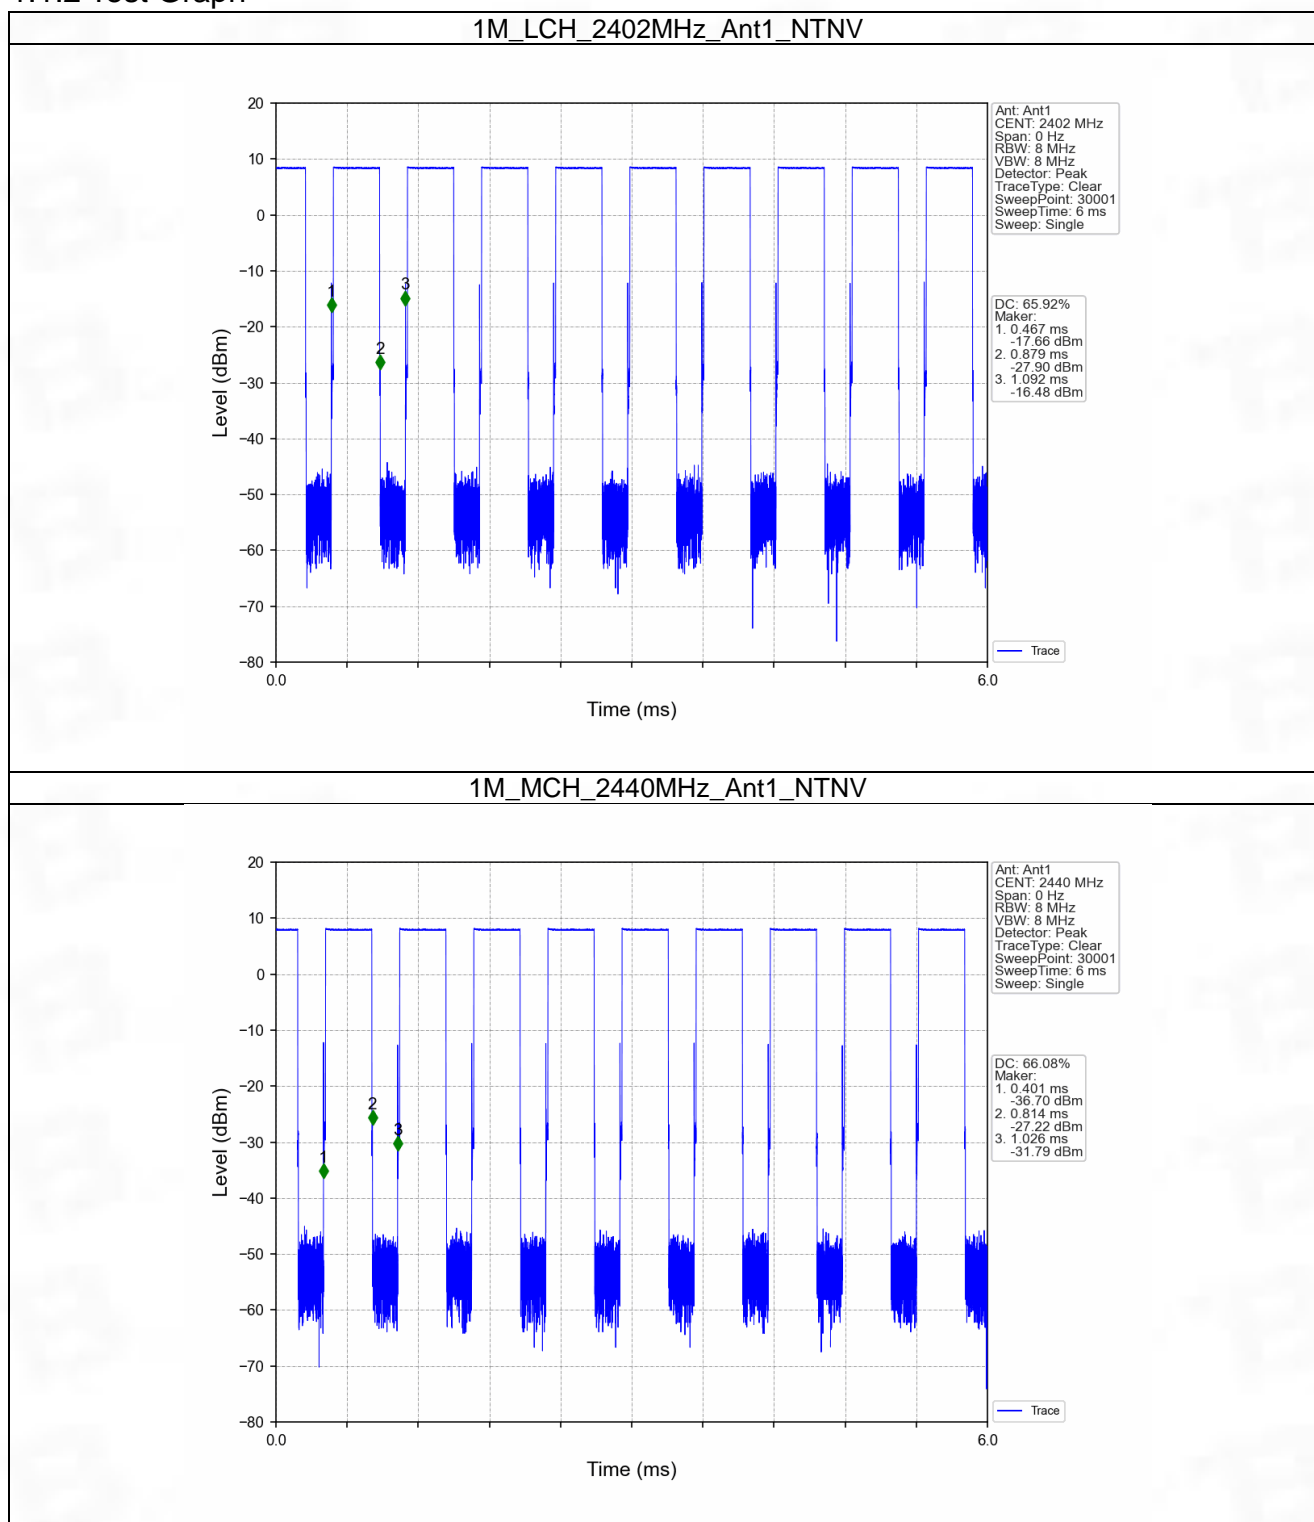 4.1.2 Test Graph
1M_LCH_2402MHz_Ant1_NTNV
20
10
0
−10
−20
−30
−40
−50
−60
−70
−80
Level (dBm)
0.0
6.0
Time (ms)
1
2
3
Ant: Ant1
CENT: 2402 MHz
Span: 0 Hz
RBW: 8 MHz
VBW: 8 MHz
Detector: Peak
TraceType: Clear
SweepPoint: 30001
SweepTime: 6 ms
Sweep: Single
DC: 65.92%
Maker:
1. 0.467 ms
-17.66 dBm
2. 0.879 ms
-27.90 dBm
3. 1.092 ms
-16.48 dBm
Trace
1M_MCH_2440MHz_Ant1_NTNV
20
10
0
−10
−20
−30
−40
−50
−60
−70
−80
Level (dBm)
0.0
6.0
Time (ms)
1
2
3
Ant: Ant1
CENT: 2440 MHz
Span: 0 Hz
RBW: 8 MHz
VBW: 8 MHz
Detector: Peak
TraceType: Clear
SweepPoint: 30001
SweepTime: 6 ms
Sweep: Single
DC: 66.08%
Maker:
1. 0.401 ms
-36.70 dBm
2. 0.814 ms
-27.22 dBm
3. 1.026 ms
-31.79 dBm
Trace